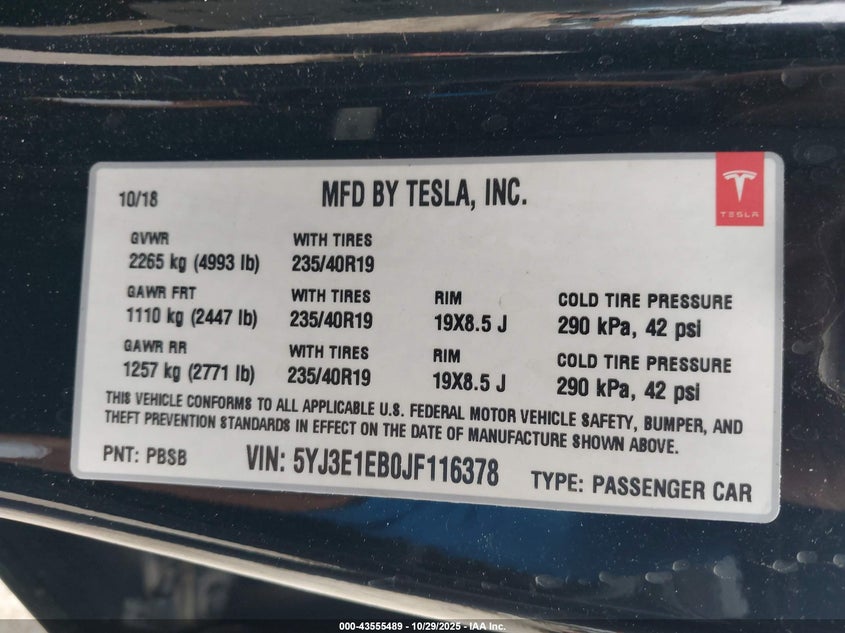 10/18 MFD BY TESLA, INC.
TESLA
GVWR WITH TIRES
2265 kg (4993 lb) 235/40R19
GAWR FRT WITH TIRES RIM COLD TIRE PRESSURE
1110 kg (2447 lb) 235/40R19 19X8.5 J 290 kPa, 42 psi
GAWR RR WITH TIRES RIM COLD TIRE PRESSURE
1257 kg (2771 lb) 235/40R19 19X8.5 J 290 kPa, 42 psi
THIS VEHICLE CONFORMS TO ALL APPLICABLE U.S. FEDERAL MOTOR VEHICLE SAFETY, BUMPER, AND
THEFT PREVENTION STANDARDS IN EFFECT ON THE DATE OF MANUFACTURE SHOWN ABOVE.
PNT: PBSB VIN: 5YJ3E1EB0JF116378 TYPE: PASSENGER CAR
000-43555489 - 10/29/2025 - IAA, Inc.